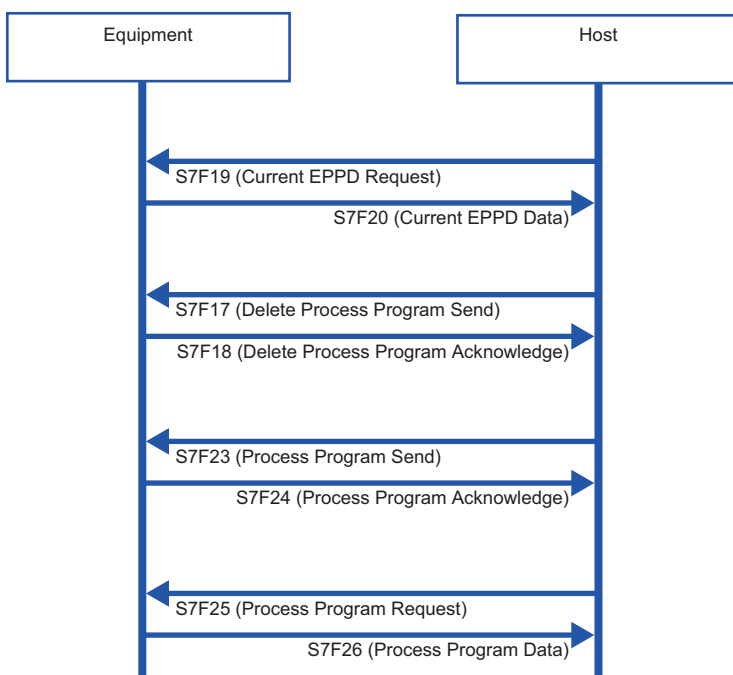 Equipment
Host
S7F19 (Current EPPD Request)
S7F20 (Current EPPD Data)
S7F17 (Delete Process Program Send)
S7F18 (Delete Process Program Acknowledge)
S7F23 (Process Program Send)
S7F24 (Process Program Acknowledge)
S7F25 (Process Program Request)
S7F26 (Process Program Data)